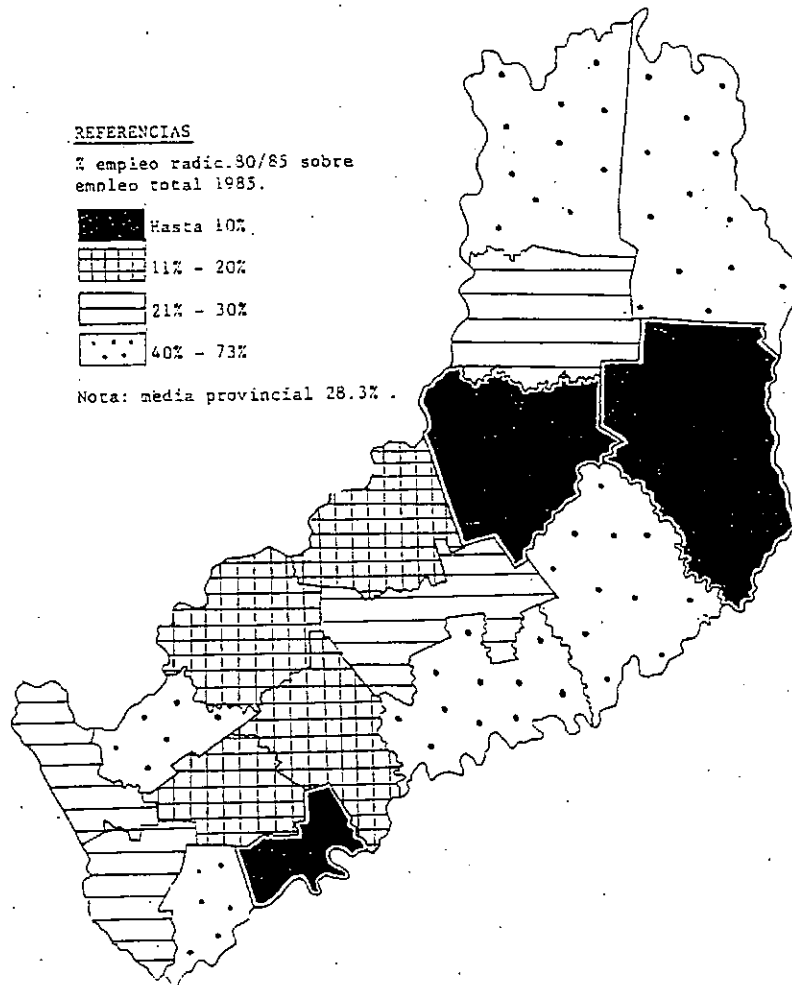 REFERENCIAS
% empleo radic.80/85 sobre
empleo total 1985.
Hasta 10%
11% - 20%
21% - 30%
40% - 73%
Nota: media provincial 28.3% .